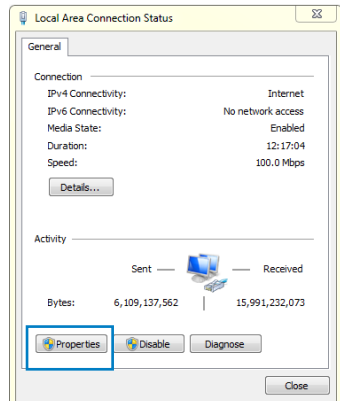 Local Area Connection Status
General
Connection
IPv4 Connectivity: Internet
IPv6 Connectivity: No network access
Media State: Enabled
Duration: 12:17:04
Speed: 100.0 Mbps
Details...
Activity
Sent Received
Bytes: 6,109,137,562 15,991,232,073
Properties Disable Diagnose
Close